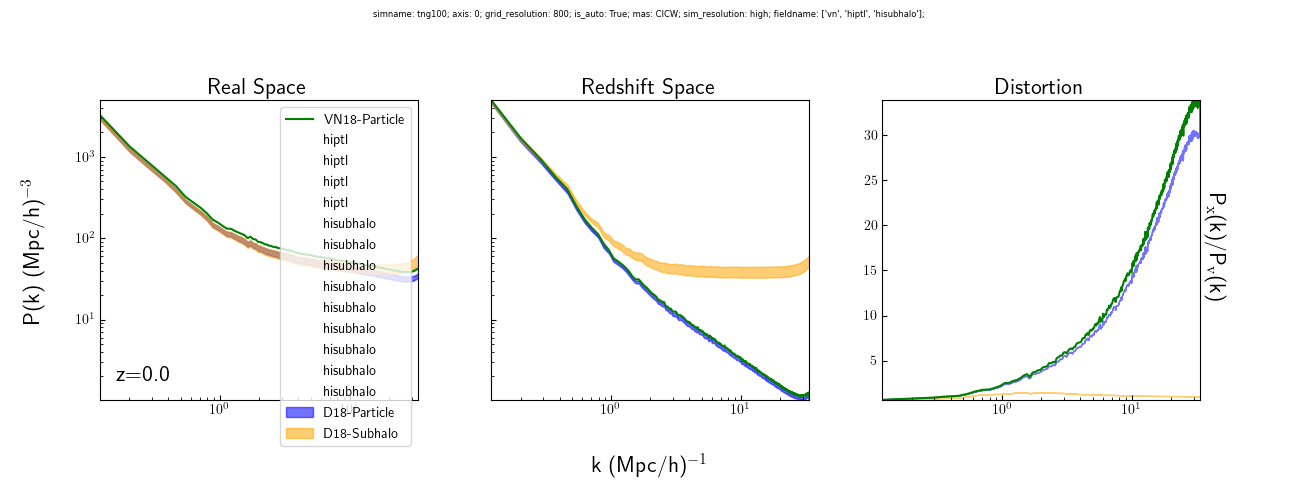 simname: tng100; axis: 0; grid_resolution: 800; is_auto: True; mas: CICW; sim_resolution: high; fieldname: ['vn', 'hiptl', 'hisubhalo'];
Real Space
Redshift Space
Distortion
P(k) (Mpc/h)⁻³
10³
10²
10¹
z=0.0
10⁰
VN18-Particle
hiptl
hiptl
hiptl
hiptl
hisubhalo
hisubhalo
hisubhalo
hisubhalo
hisubhalo
hisubhalo
hisubhalo
hisubhalo
hisubhalo
D18-Particle
D18-Subhalo
10⁰
10¹
30
25
20
15
10
5
10⁰
10¹
Pₓ(k)/Pᵥ(k)
k (Mpc/h)⁻¹